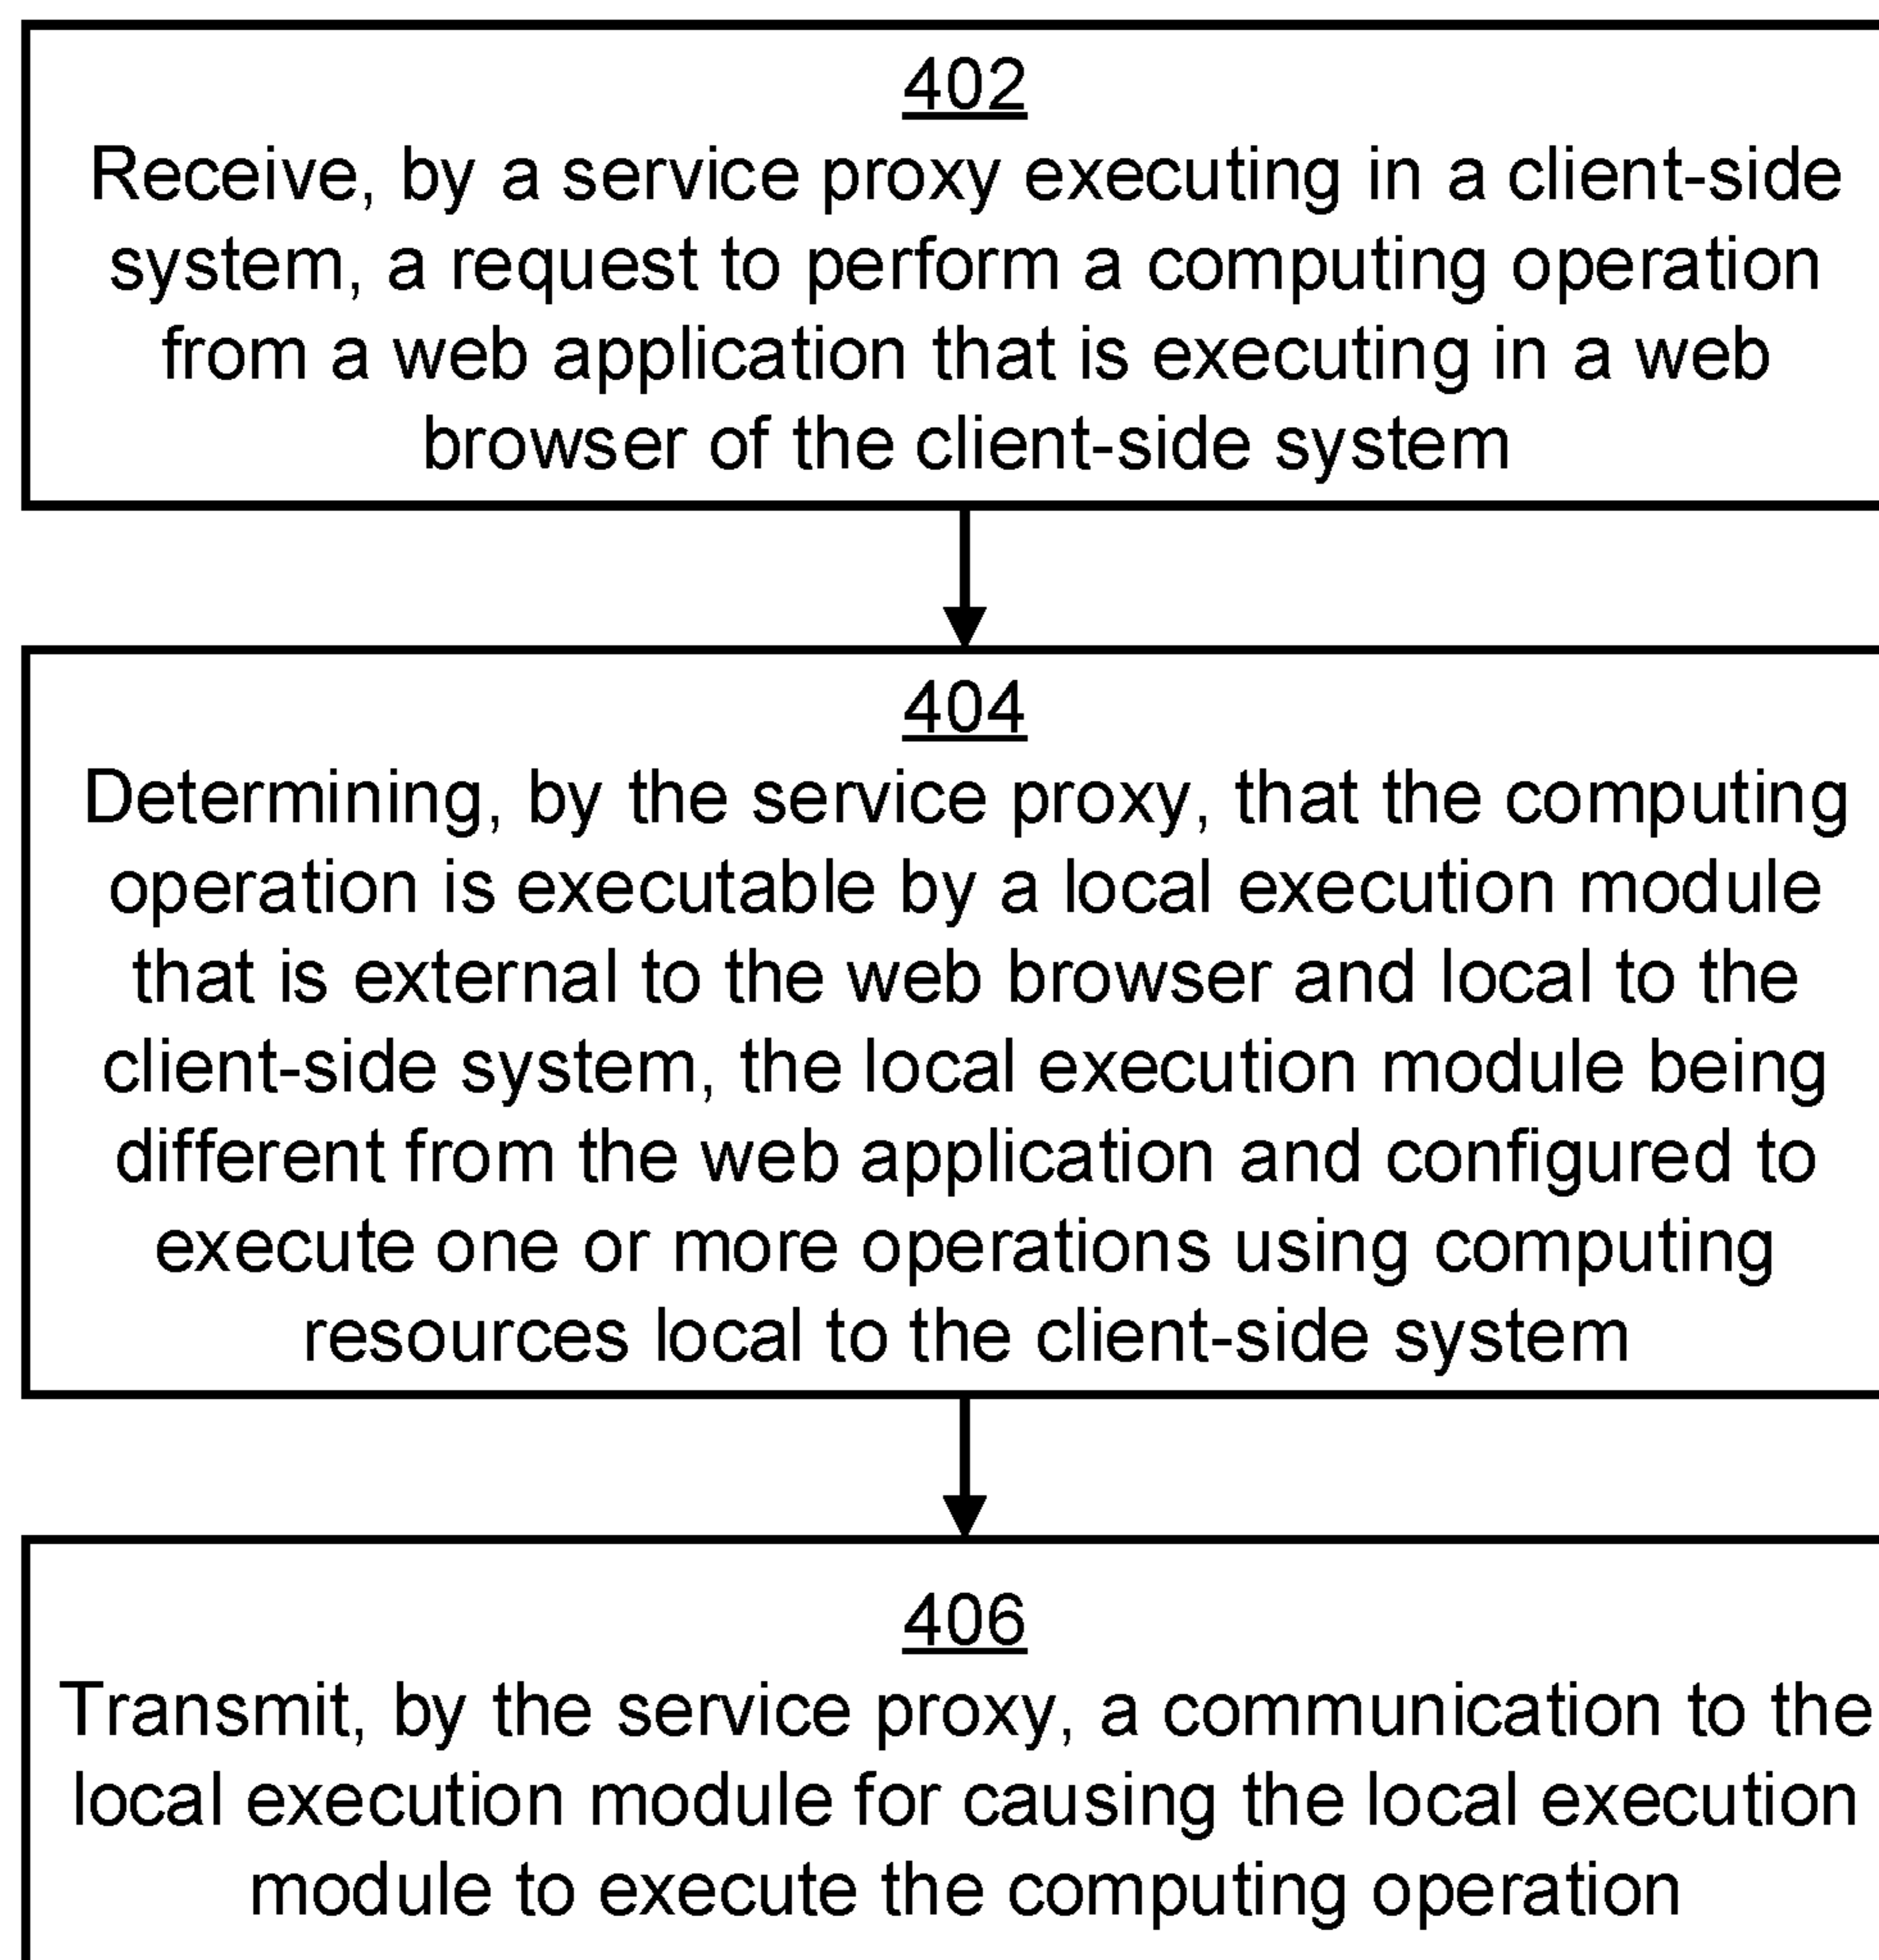 402
Receive, by a service proxy executing in a client-side
system, a request to perform a computing operation
from a web application that is executing in a web
browser of the client-side system
404
Determining, by the service proxy, that the computing
operation is executable by a local execution module
that is external to the web browser and local to the
client-side system, the local execution module being
different from the web application and configured to
execute one or more operations using computing
resources local to the client-side system
406
Transmit, by the service proxy, a communication to the
local execution module for causing the local execution
module to execute the computing operation